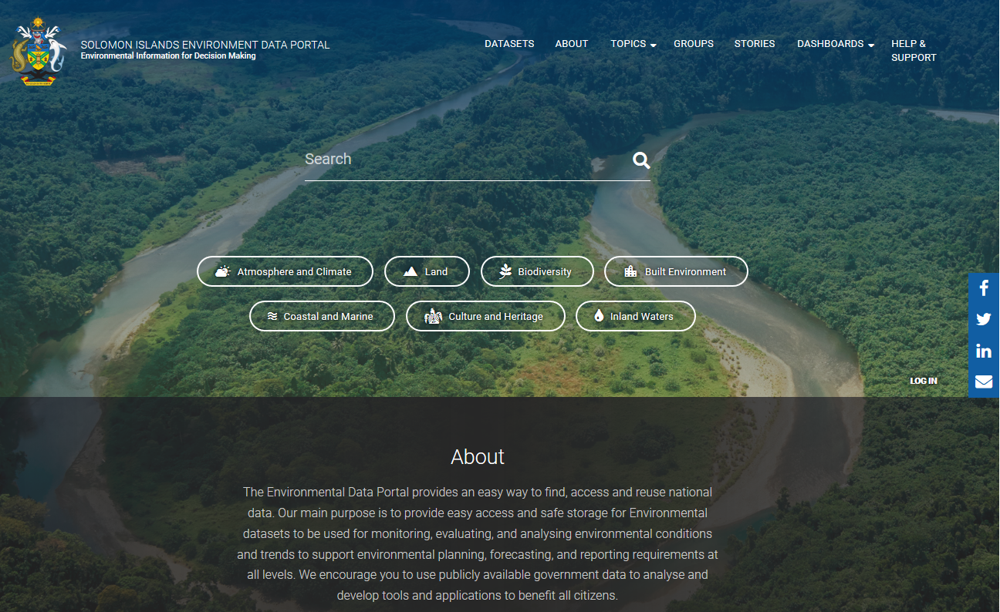 SOLOMON ISLANDS ENVIRONMENT DATA PORTAL
Environmental Information for Decision Making
DATASETS
ABOUT
TOPICS
GROUPS
STORIES
DASHBOARDS
HELP &
SUPPORT
Search
Atmosphere and Climate
Land
Biodiversity
Built Environment
Coastal and Marine
Culture and Heritage
Inland Waters
LOG IN
About
The Environmental Data Portal provides an easy way to find, access and reuse national
data. Our main purpose is to provide easy access and safe storage for Environmental
datasets to be used for monitoring, evaluating, and analysing environmental conditions
and trends to support environmental planning, forecasting, and reporting requirements at
all levels. We encourage you to use publicly available government data to analyse and
develop tools and applications to benefit all citizens.